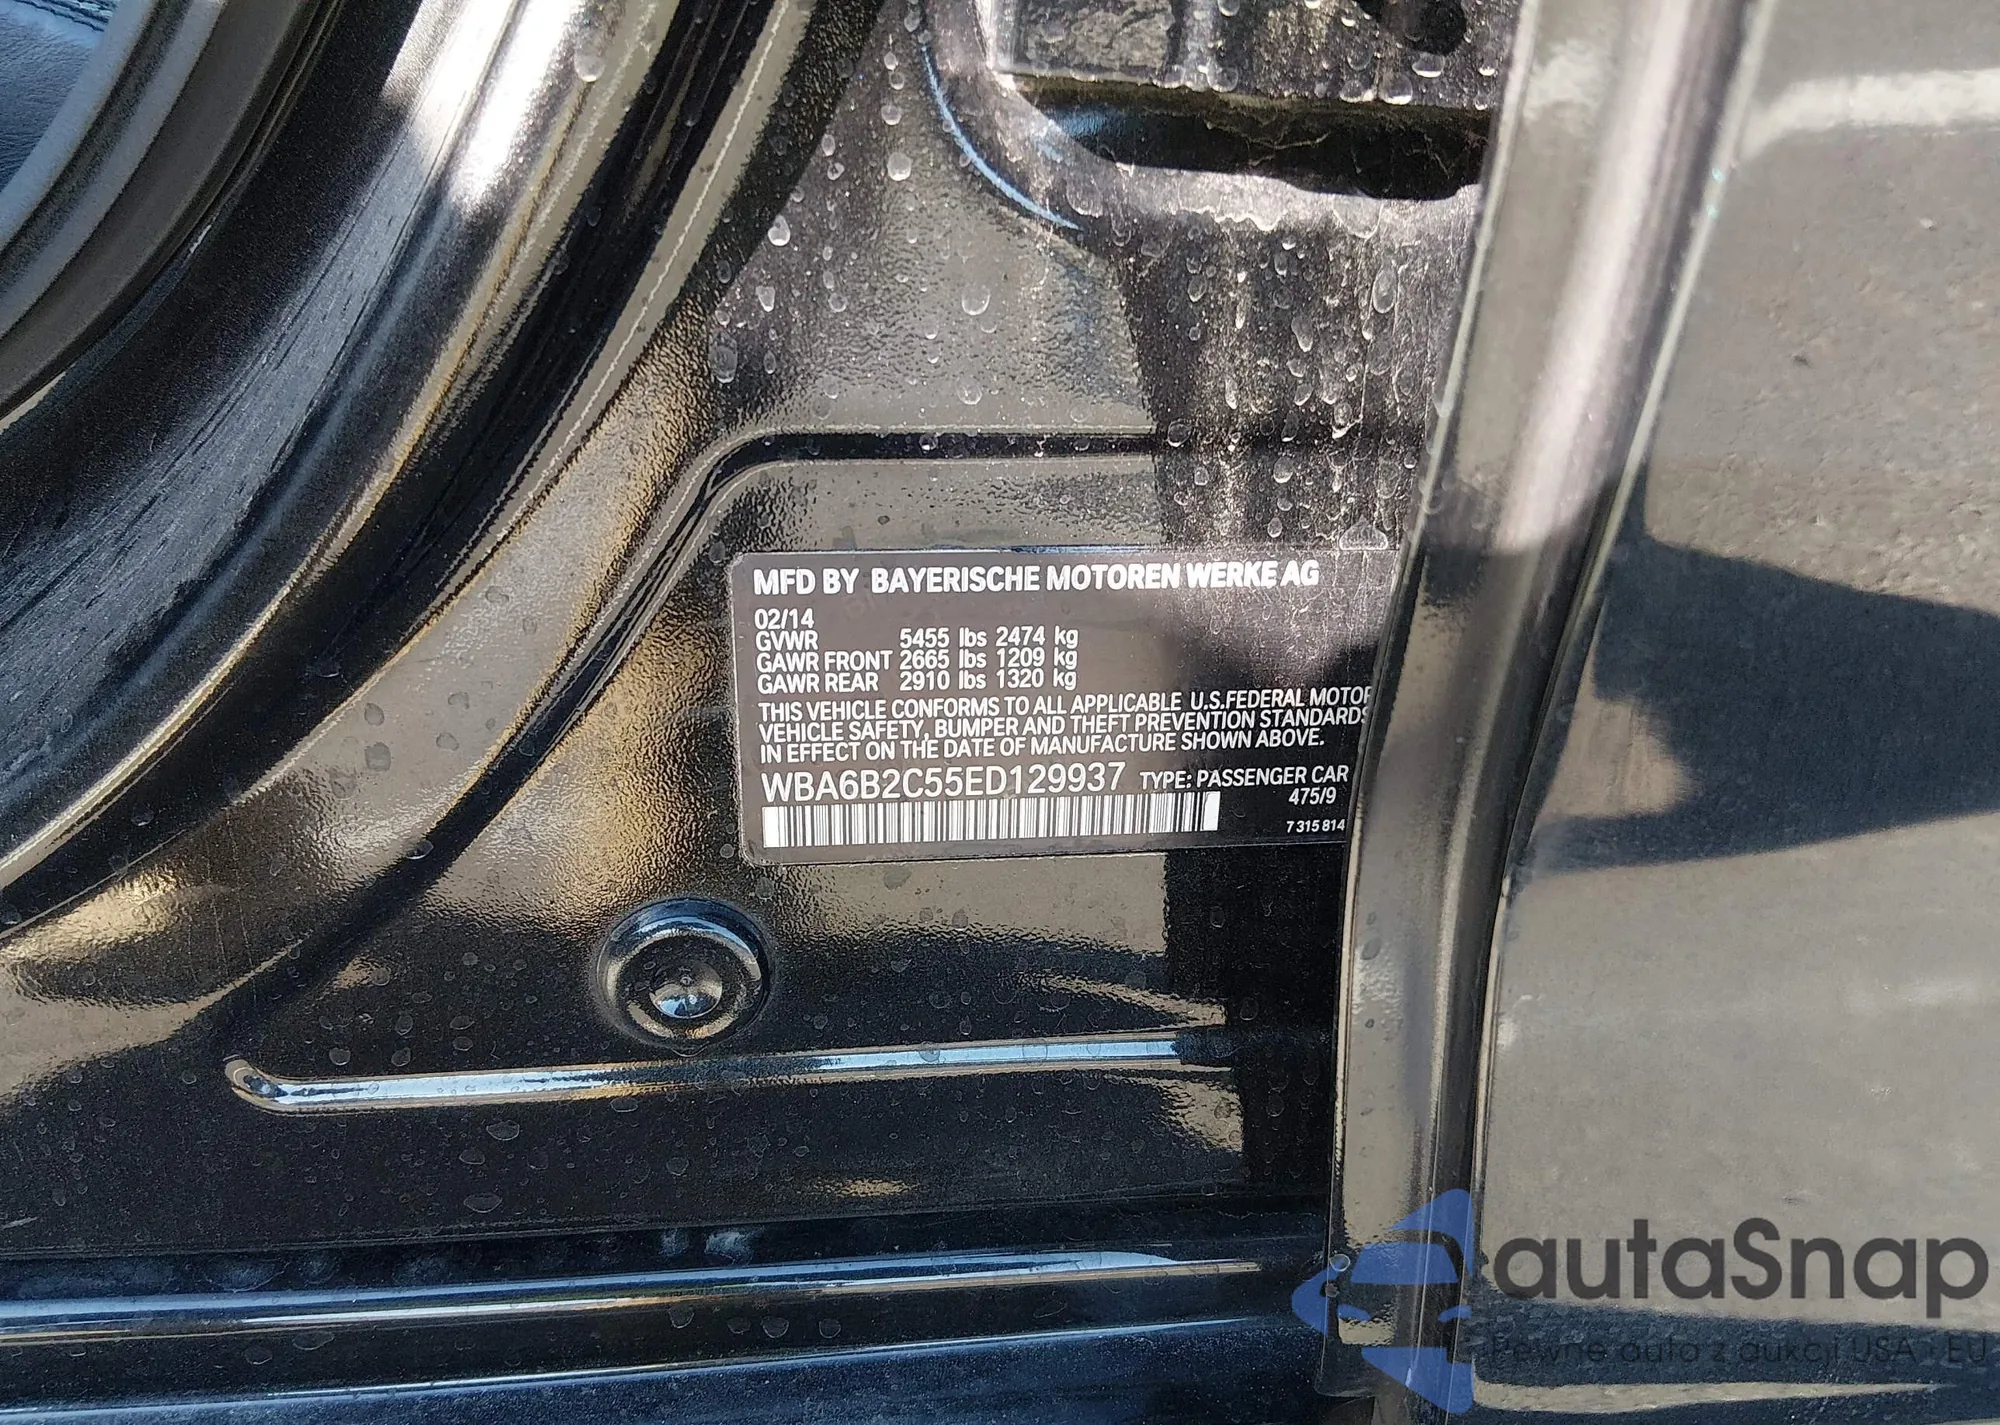 MFD BY BAYERISCHE MOTOREN WERKE AG
02/14
GVWR 5455 lbs 2474 kg
GAWR FRONT 2665 lbs 1209 kg
GAWR REAR 2910 lbs 1320 kg
THIS VEHICLE CONFORMS TO ALL APPLICABLE U.S.FEDERAL MOTOR
VEHICLE SAFETY, BUMPER AND THEFT PREVENTION STANDARDS
IN EFFECT ON THE DATE OF MANUFACTURE SHOWN ABOVE.
WBA6B2C55ED129937 TYPE: PASSENGER CAR
475/9
7 315 814
autaSnap
Pewne auta z aukcji USA i EU